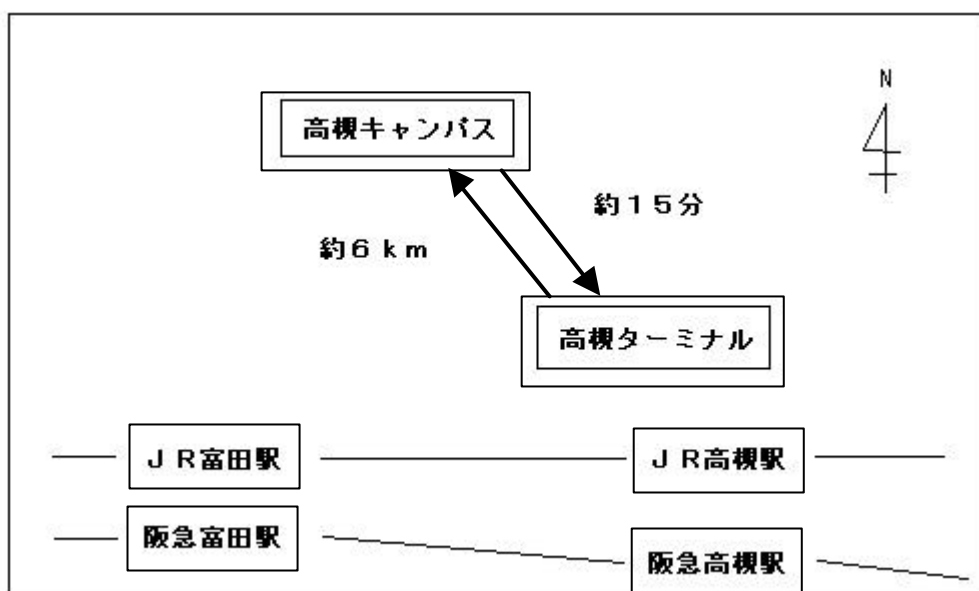 N
高槻キャンパス
約１５分
約６ｋｍ
高槻ターミナル
ＪＲ富田駅
ＪＲ高槻駅
阪急富田駅
阪急高槻駅